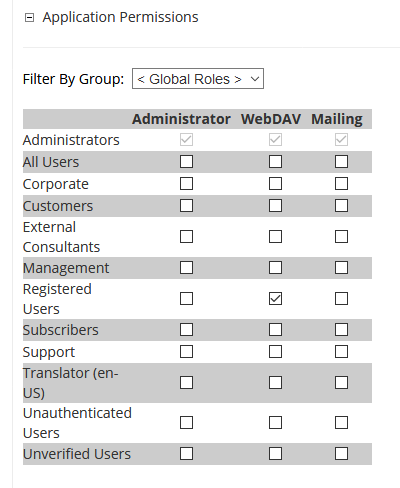 Application Permissions
Filter By Group: < Global Roles >
Administrator WebDAV Mailing
Administrators
All Users
Corporate
Customers
External
Consultants
Management
Registered
Users
Subscribers
Support
Translator (en-
US)
Unauthenticated
Users
Unverified Users